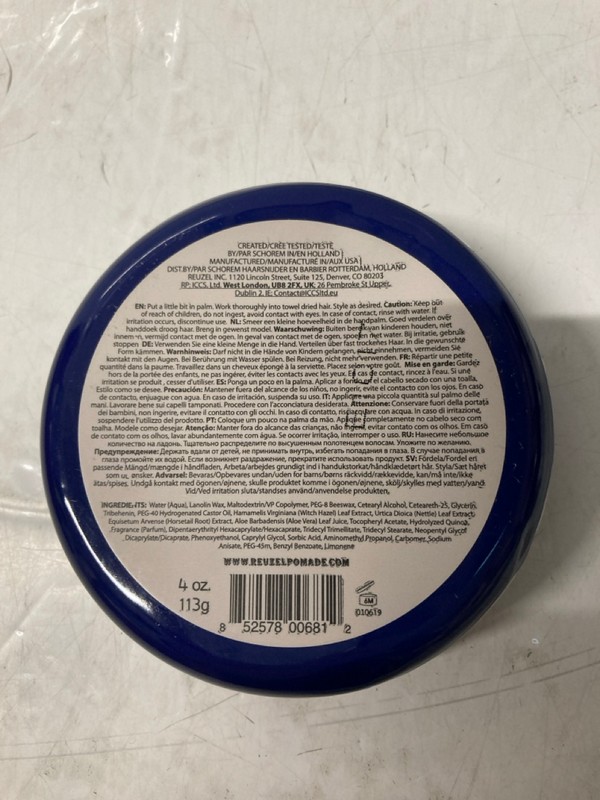 CREATED/CRÉÉ TESTED/TESTÉ
BY/PAR SCHOREM IN/EN HOLLAND |
MANUFACTURED/MANUFACTURÉ IN/AUX USA |
DIST.BY/PAR SCHOREM HAARSNIJDER EN BARBIER ROTTERDAM, HOLLAND
REUZEL INC. 1120 Lincoln Street, Suite 125, Denver, CO 80203
RP: ICCS, Ltd. West London, UB8 2FX, UK; 26 Pembroke St Upper,
Dublin 2, IE; Contact@ICCSltd.eu
EN: Put a little bit in palm. Work thoroughly into towel dried hair. Style as desired. Caution: Keep out
of reach of children, do not ingest, avoid contact with eyes. In case of contact, rinse with water. If
irritation occurs, discontinue use. NL: Smeer een kleine hoeveelheid in de handpalm. Goed verdelen over
handdoek droog haar. Breng in gewenst model. Waarschuwing: Buiten bereik van kinderen houden, niet
innemen, vermijd contact met de ogen. In geval van contact met de ogen, spoel met water. Bij irritatie, gebruik
stoppen. DE: Verwenden Sie eine kleine Menge in die Hand. Verteilen über fast trockenes Haar. In die gewünschte
Form kämmen. Warnhinweis: Darf nicht in die Hände von Kindern gelangen, nicht einnehmen, vermeiden Sie
kontakt mit den Augen. Bei Berührung mit Wasser spülen. Bei Reizung, nicht mehr verwenden. FR: Répartir une petite
quantité dans la paume. Travaillez dans un cheveux épongé à la serviette. Placez selon votre goût. Mise en garde: Gardez
hors de la portée des enfants, ne pas ingérer, éviter les contacts avec les yeux. En cas de contact, rincez à l'eau. Si une
irritation se produit, cesser d'utiliser. ES: Ponga un poco en la palma. Aplicar a fondo en el cabello secado con una toalla.
Estilo como se desee. Precaución: Mantener fuera del alcance de los niños, no ingerir, evite el contacto con los ojos. En caso
de contacto, enjuague con agua. En caso de irritación, suspenda su uso. IT: Applicare una piccola quantità sul palmo delle
mani. Lavorare bene sui capelli tamponati. Procedere con l'acconciatura desiderata. Attenzione: Conservare fuori della portata
dei bambini, non ingerire, evitare il contatto con gli occhi. In caso di contatto, risciacquare con acqua. In caso di irritazione,
sospendere l'utilizzo del prodotto. PT: Coloque um pouco na palma da mão. Aplique completamente no cabelo seco com
toalha. Modele como desejar. Atenção: Manter fora do alcance das crianças, não ingerir, evitar contato com os olhos. Em caso
de contato com os olhos, lavar abundantemente com água. Se ocorrer irritação, interromper o uso. RU: Нанесите небольшое
количество на ладонь. Тщательно распределите по высушенным полотенцем волосам. Уложите по желанию.
Предупреждение: Держать вдали от детей, не принимать внутрь, избегать попадания в глаза. В случае попадания в
глаза промойте их водой. Если возникнет раздражение, прекратите использовать продукт. SV: Fördela/Fordel en
passende Mängd/mængde i håndfladen, Arbeta/arbejdes grundigt ind i handukstorkat/håndklædetørt hår. Styla/Sæt håret
som ønsker. Advarsel: Bevaras/Opbevares undan/uden for barns/børns räckvidd/rækkevidde, kan/må inte/ikke
ätas/spises. Undgå kontakt med ögonen/øjnene, skulle produktet komme i ögonen/øjnene, skölj/skylles med vatten/vand.
Vid/Ved irritation sluta/standses använd/anvendelse produkten.
INGREDIENTS: Water (Aqua), Lanolin Wax, Maltodextrin/VP Copolymer, PEG-8 Beeswax, Cetearyl Alcohol, Ceteareth-25, Glycerin,
Tribehenin, PEG-40 Hydrogenated Castor Oil, Hamamelis Virginiana (Witch Hazel) Leaf Extract, Urtica Dioica (Nettle) Leaf Extract,
Equisetum Arvense (Horsetail Root) Extract, Aloe Barbadensis (Aloe Vera) Leaf Juice, Tocopheryl Acetate, Hydrolyzed Quinoa,
Fragrance (Parfum), Dipentaerythrityl Hexacaprylate/Hexacaprate, Tridecyl Trimellitate, Tridecyl Stearate, Neopentyl Glycol
Dicaprylate/Dicaprate, Phenoxyethanol, Caprylyl Glycol, Sorbic Acid, Aminomethyl Propanol, Carbomer, Sodium
Anisate, PEG-45m, Benzyl Benzoate, Limonene
WWW.REUZELPOMADE.COM
4 oz.
113g
8 52578 00681 2
6M
010619